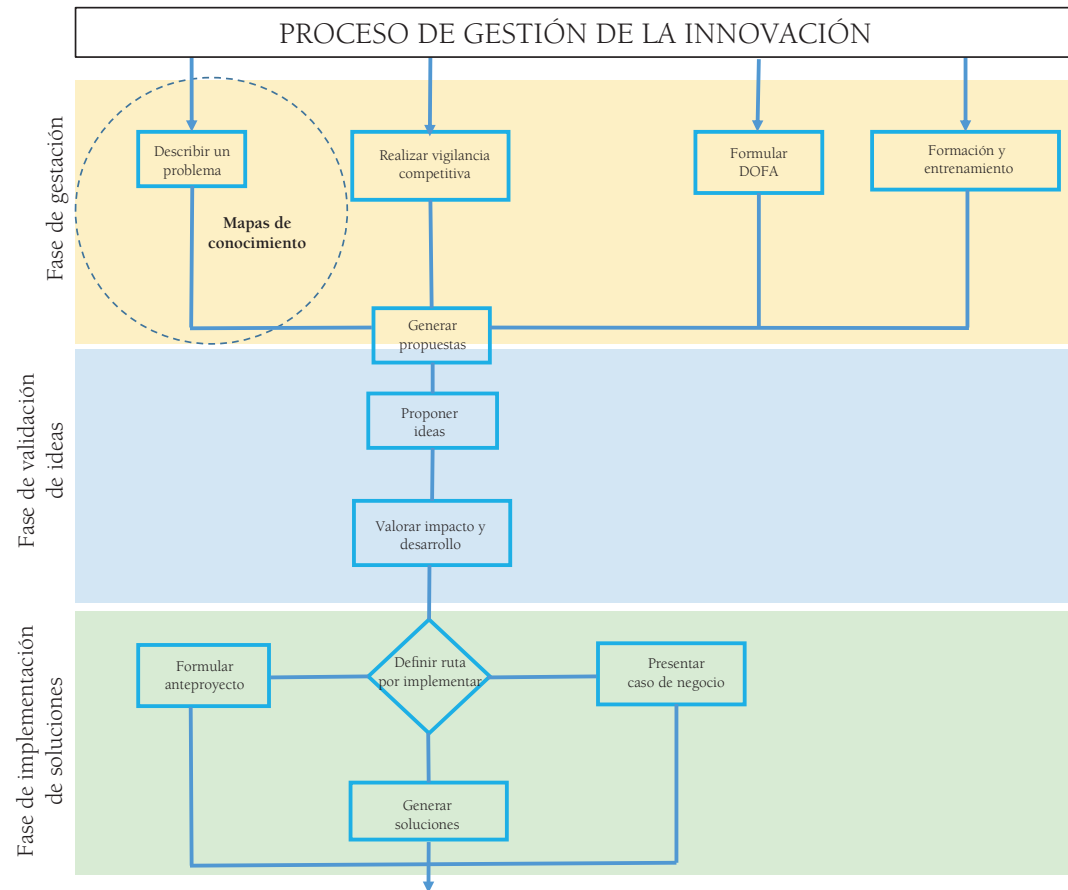 PROCESO DE GESTIÓN DE LA INNOVACIÓN
Fase de gestación
Describir un
problema
Realizar vigilancia
competitiva
Formular
DOFA
Formación y
entrenamiento
Mapas de
conocimiento
Generar
propuestas
Fase de validación
de ideas
Proponer
ideas
Valorar impacto y
desarrollo
Fase de implementación
de soluciones
Formular
anteproyecto
Definir ruta
por implementar
Presentar
caso de negocio
Generar
soluciones